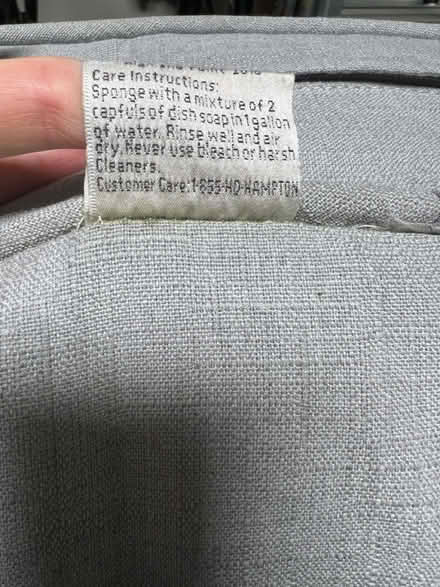 Care Instructions:
Sponge with a mixture of 2
capfuls of dish soap in 1 gallon
of water. Rinse well and air
dry. Never use bleach or harsh
Cleaners.
Customer Care: 1-855-HD-HAMPTON